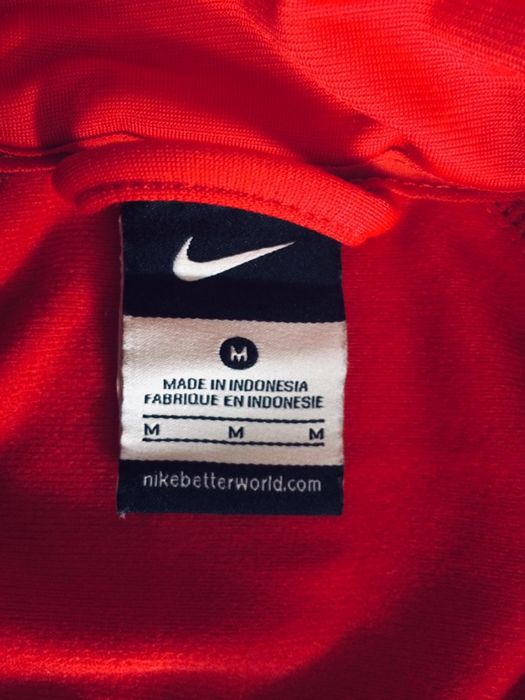 M
MADE IN INDONESIA
FABRIQUE EN INDONESIE
M M M
nikebetterworld.com